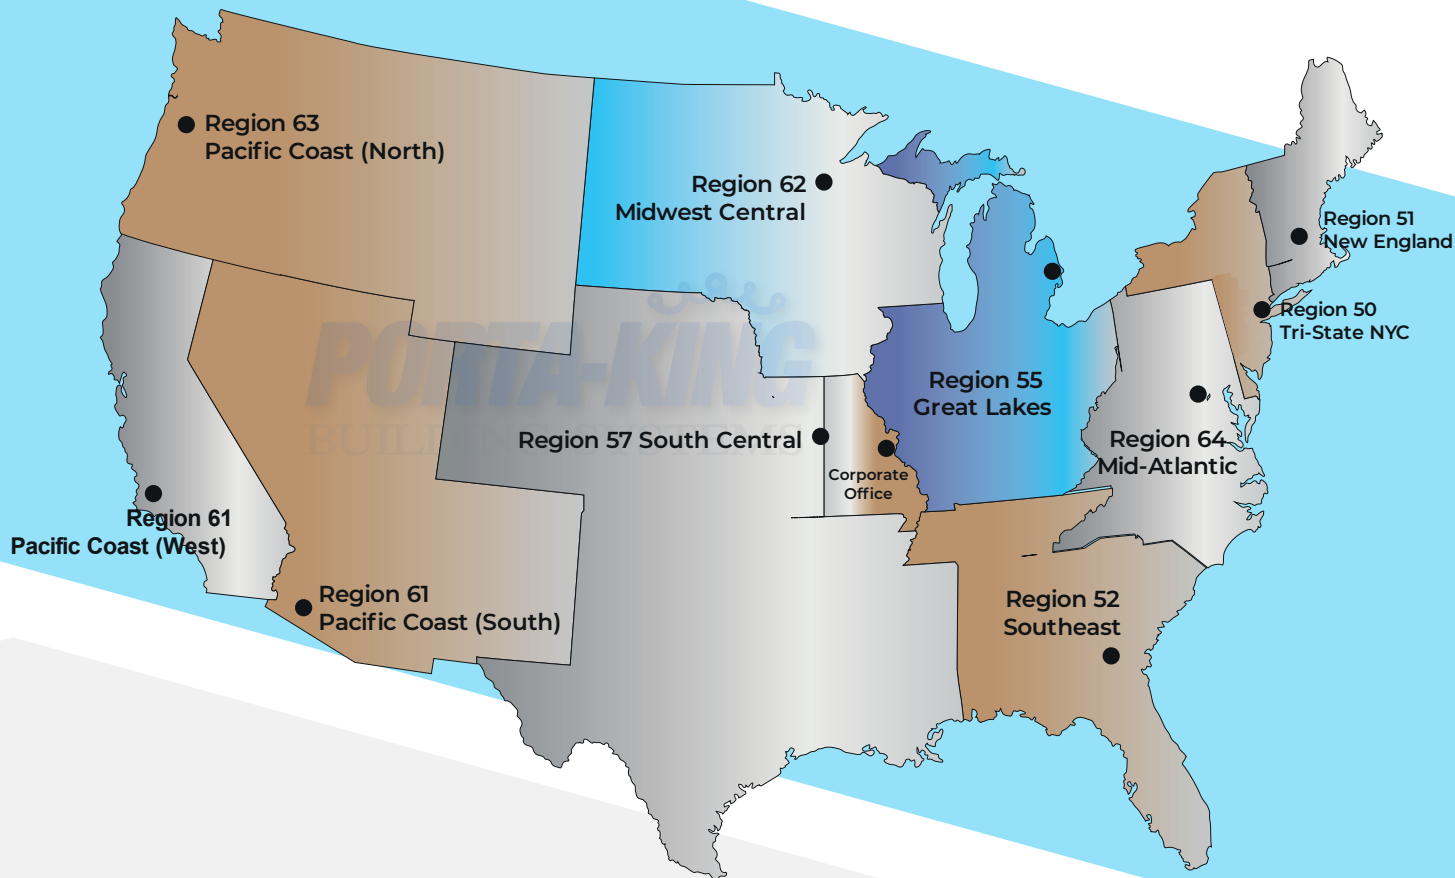 Region 63
Pacific Coast (North)
Region 62
Midwest Central
Region 51
New England
Region 50
Tri-State NYC
PORTA-KING
BUILDING SYSTEMS
Region 55
Great Lakes
Region 57 South Central
Region 64
Mid-Atlantic
Corporate
Office
Region 61
Pacific Coast (West)
Region 61
Pacific Coast (South)
Region 52
Southeast